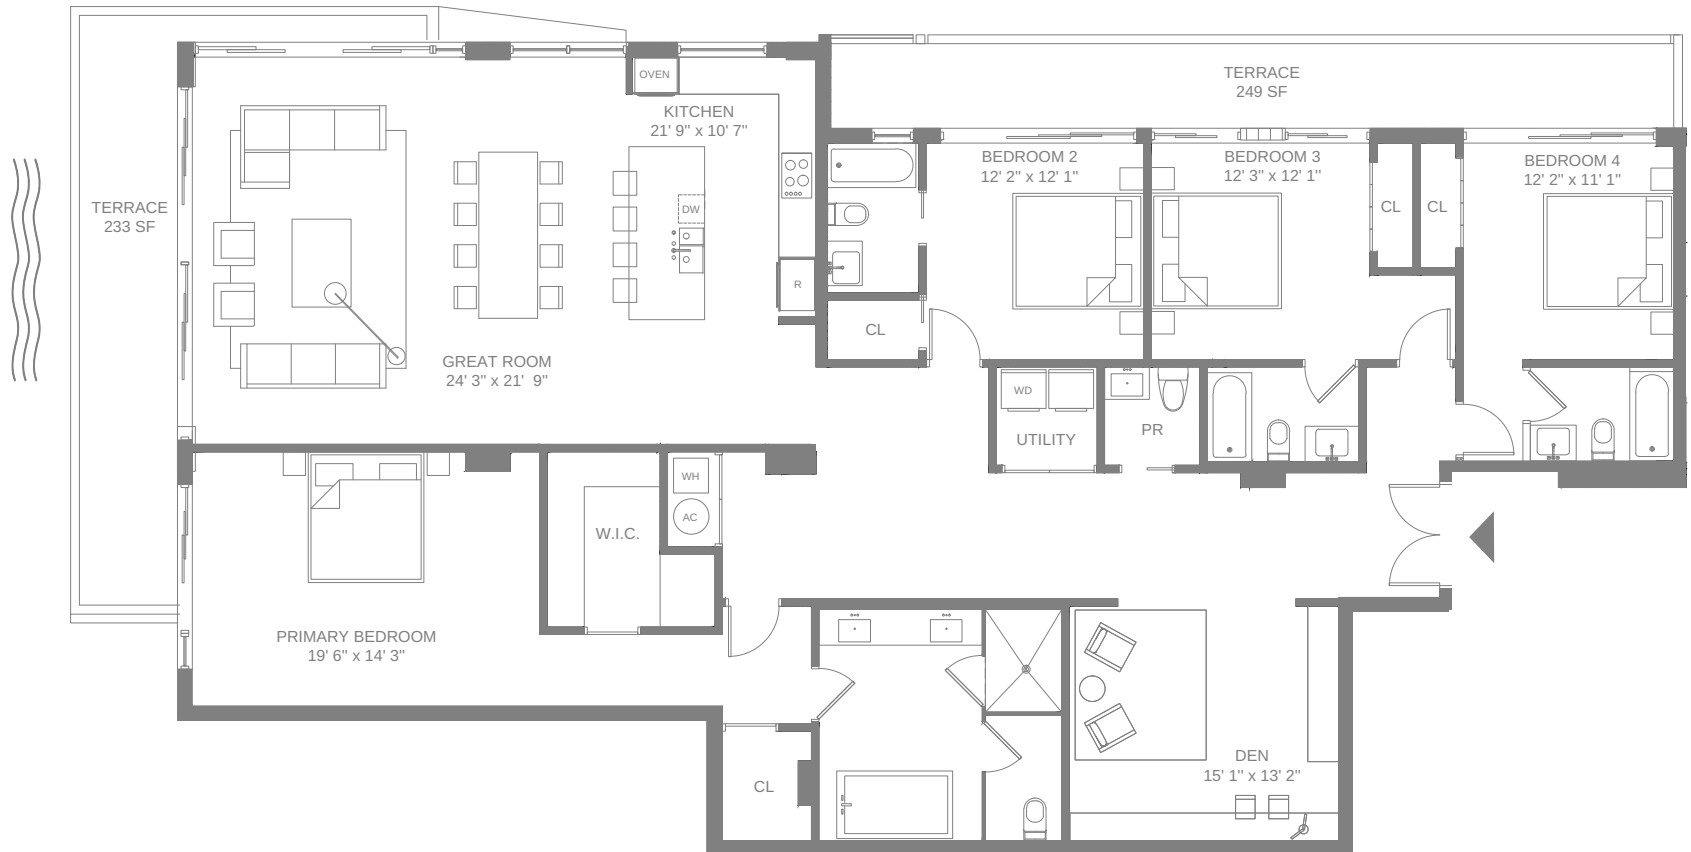 OVEN
KITCHEN
21' 9" x 10' 7"
TERRACE
249 SF
BEDROOM 2
12' 2" x 12' 1"
BEDROOM 3
12' 3" x 12' 1"
BEDROOM 4
12' 2" x 11' 1"
TERRACE
233 SF
DW
CL
CL
R
CL
GREAT ROOM
24' 3" x 21' 9"
WD
UTILITY
PR
WH
AC
W.I.C.
PRIMARY BEDROOM
19' 6" x 14' 3"
CL
DEN
15' 1" x 13' 2"